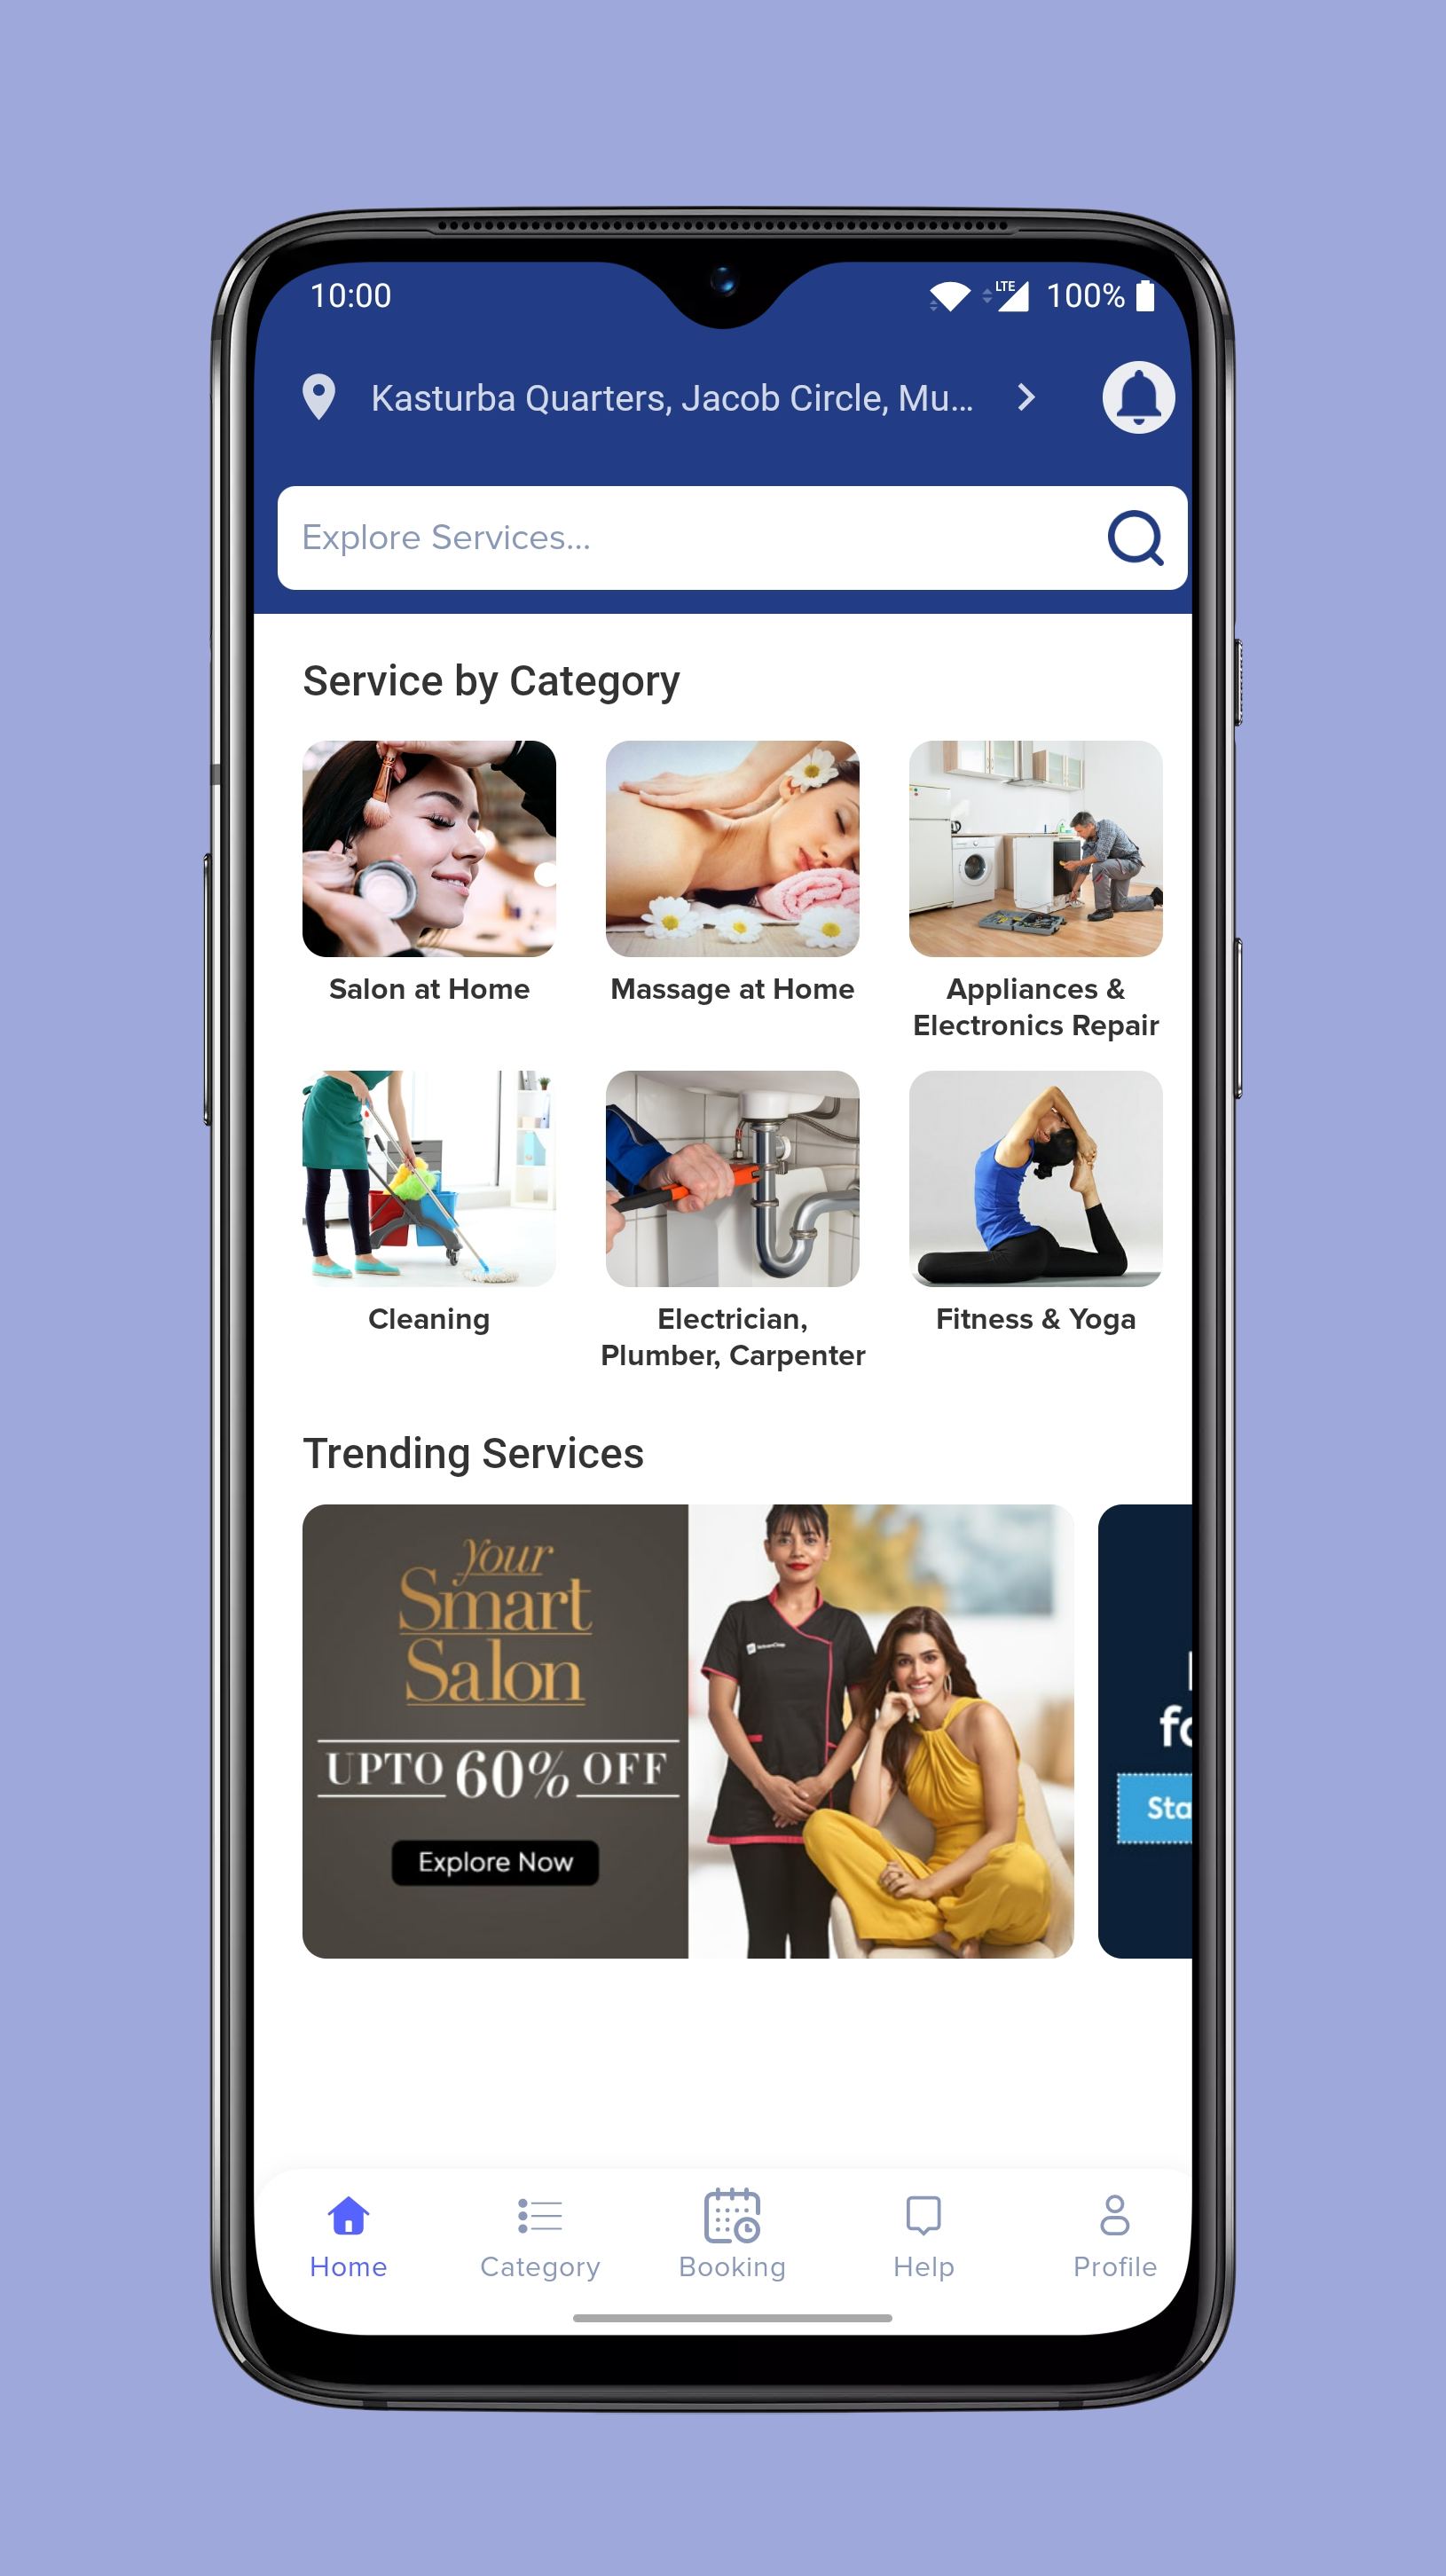 10:00
LTE
100%
Kasturba Quarters, Jacob Circle, Mu...
Explore Services...
Service by Category
Salon at Home
Massage at Home
Appliances &
Electronics Repair
Cleaning
Electrician,
Plumber, Carpenter
Fitness & Yoga
Trending Services
your
Smart
Salon
UPTO 60% OFF
Explore Now
UrbanClap
fo
Sta
Home
Category
Booking
Help
Profile